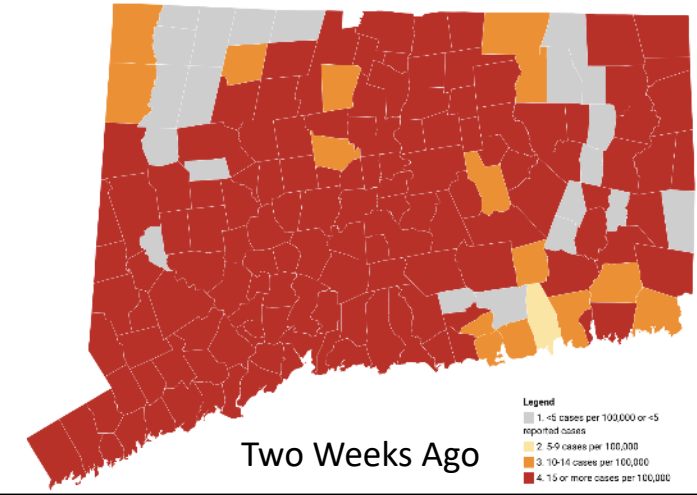 Two Weeks Ago
Legend
1. <5 cases per 100,000 or <5
reported cases
2. 5-9 cases per 100,000
3. 10-14 cases per 100,000
4. 15 or more cases per 100,000